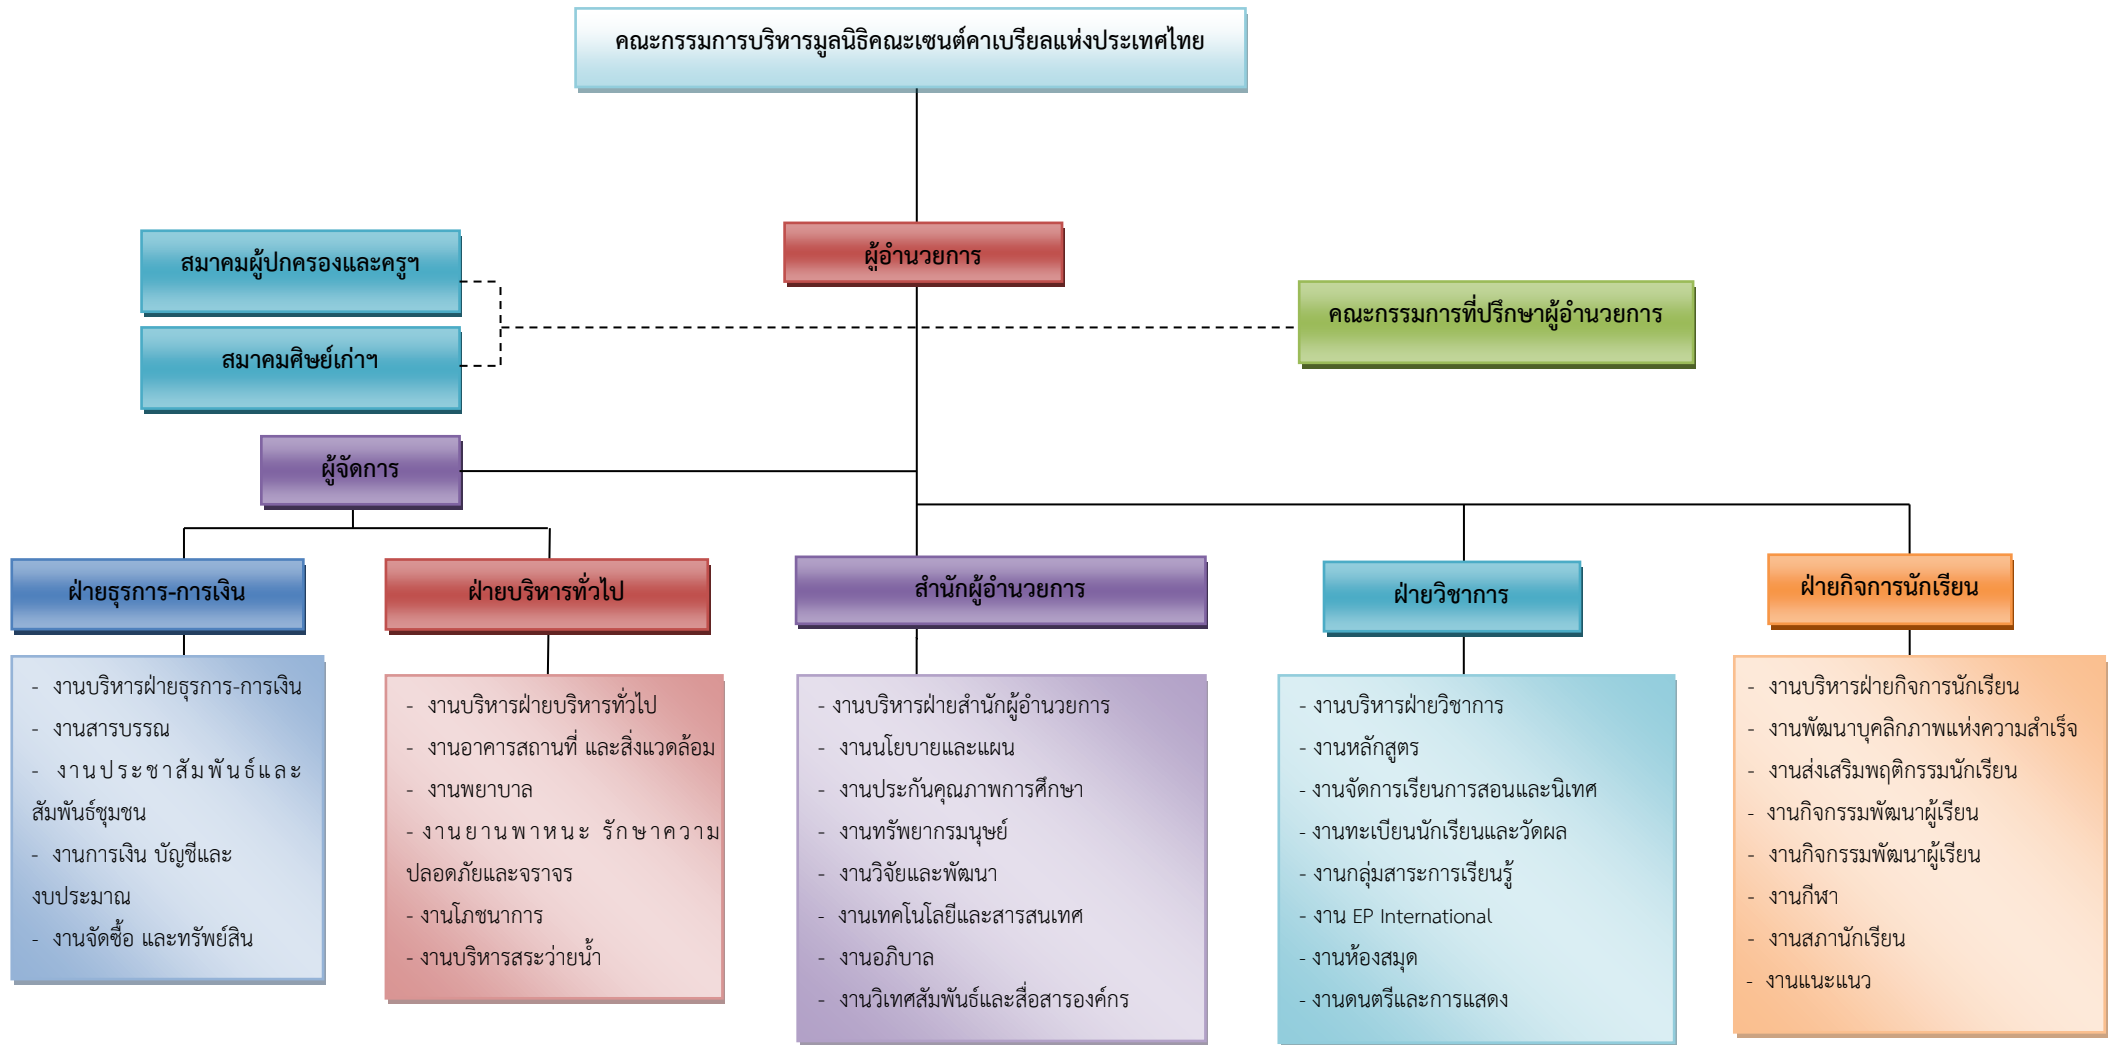 คณะกรรมการบริหารมูลนิธิคณะเซนต์คาเบรียลแห่งประเทศไทย
ผู้อำนวยการ
สมาคมผู้ปกครองและครูฯ
สมาคมศิษย์เก่าฯ
คณะกรรมการที่ปรึกษาผู้อำนวยการ
ผู้จัดการ
ฝ่ายธุรการ-การเงิน
- งานบริหารฝ่ายธุรการ-การเงิน
- งานสารบรรณ
- งานประชาสัมพันธ์และ
สัมพันธ์ชุมชน
- งานการเงิน บัญชีและ
งบประมาณ
- งานจัดซื้อ และทรัพย์สิน
ฝ่ายบริหารทั่วไป
- งานบริหารฝ่ายบริหารทั่วไป
- งานอาคารสถานที่ และสิ่งแวดล้อม
- งานพยาบาล
- งานยานพาหนะ รักษาความ
ปลอดภัยและจราจร
- งานโภชนาการ
- งานบริหารสระว่ายน้ำ
สำนักผู้อำนวยการ
- งานบริหารฝ่ายสำนักผู้อำนวยการ
- งานนโยบายและแผน
- งานประกันคุณภาพการศึกษา
- งานทรัพยากรมนุษย์
- งานวิจัยและพัฒนา
- งานเทคโนโลยีและสารสนเทศ
- งานอภิบาล
- งานวิเทศสัมพันธ์และสื่อสารองค์กร
ฝ่ายวิชาการ
- งานบริหารฝ่ายวิชาการ
- งานหลักสูตร
- งานจัดการเรียนการสอนและนิเทศ
- งานทะเบียนนักเรียนและวัดผล
- งานกลุ่มสาระการเรียนรู้
- งาน EP International
- งานห้องสมุด
- งานดนตรีและการแสดง
ฝ่ายกิจการนักเรียน
- งานบริหารฝ่ายกิจการนักเรียน
- งานพัฒนาบุคลิกภาพแห่งความสำเร็จ
- งานส่งเสริมพฤติกรรมนักเรียน
- งานกิจกรรมพัฒนาผู้เรียน
- งานกิจกรรมพัฒนาผู้เรียน
- งานกีฬา
- งานสภานักเรียน
- งานแนะแนว